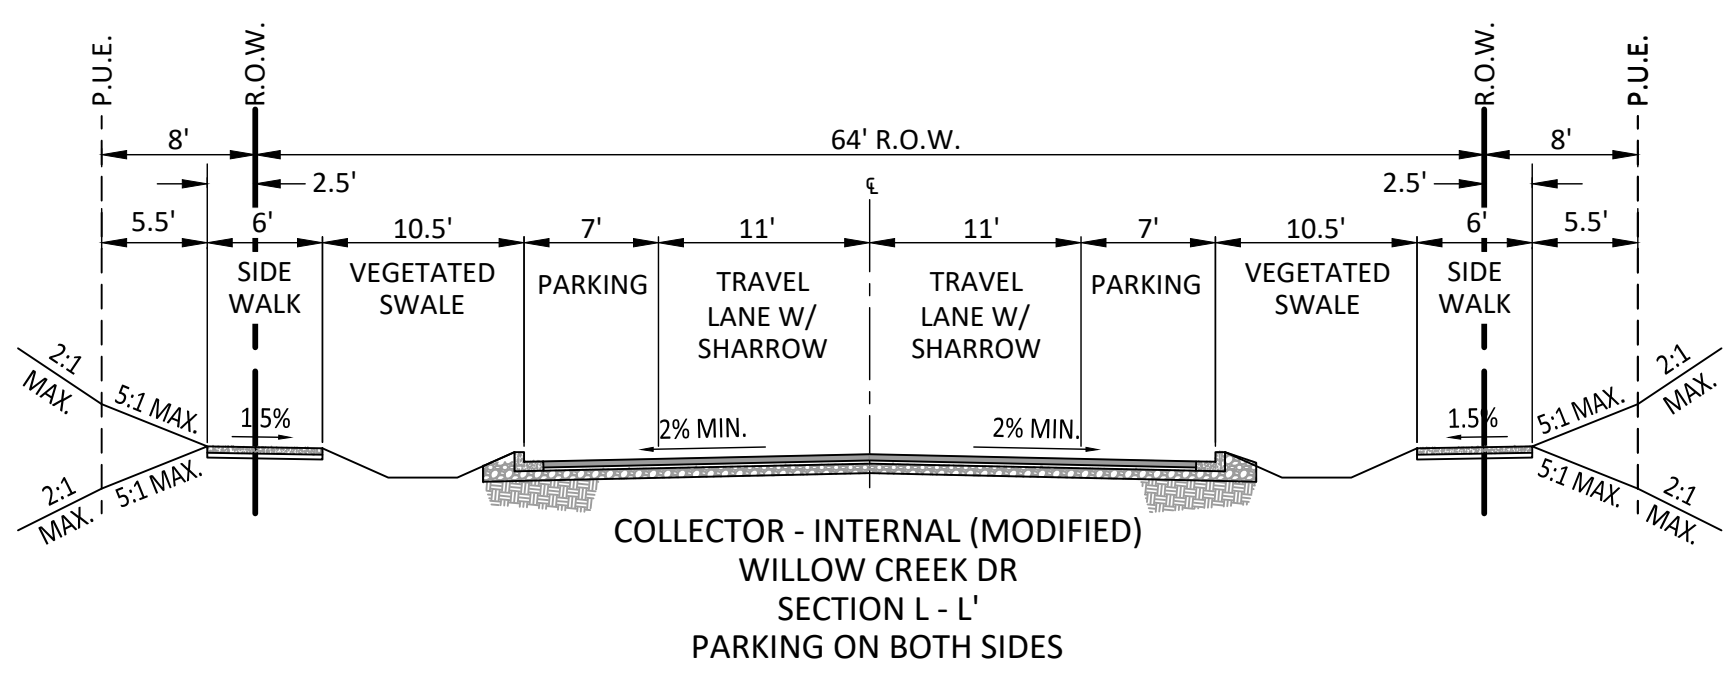 P.U.E.
R.O.W.
R.O.W.
P.U.E.
8'
64' R.O.W.
8'
2.5'
℄
2.5'
5.5'
6'
10.5'
7'
11'
11'
7'
10.5'
6'
5.5'
SIDE
WALK
VEGETATED
SWALE
PARKING
TRAVEL
LANE W/
SHARROW
TRAVEL
LANE W/
SHARROW
PARKING
VEGETATED
SWALE
SIDE
WALK
2:1
MAX.
5:1 MAX.
1.5%
2% MIN.
2% MIN.
1.5%
5:1 MAX.
2:1
MAX.
2:1
MAX.
5:1 MAX.
5:1 MAX.
2:1
MAX.
COLLECTOR - INTERNAL (MODIFIED)
WILLOW CREEK DR
SECTION L - L'
PARKING ON BOTH SIDES